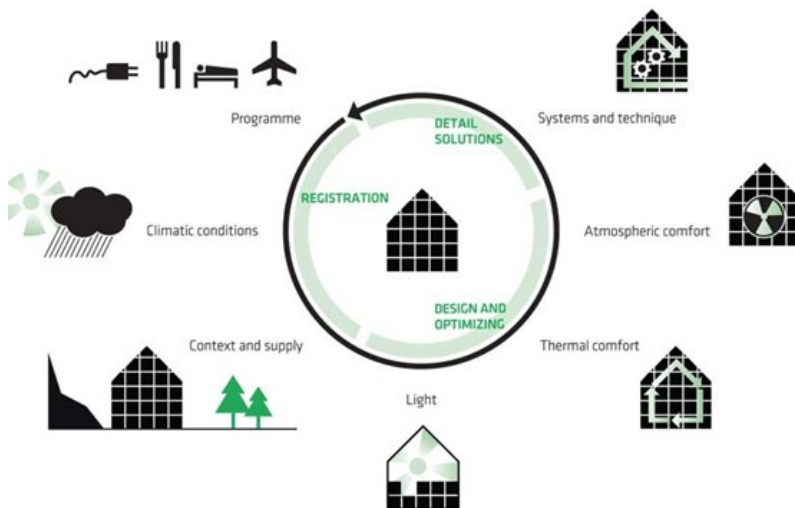 Programme
DETAIL
SOLUTIONS
Systems and technique
REGISTRATION
Climatic conditions
Atmospheric comfort
DESIGN AND
OPTIMIZING
Context and supply
Thermal comfort
Light